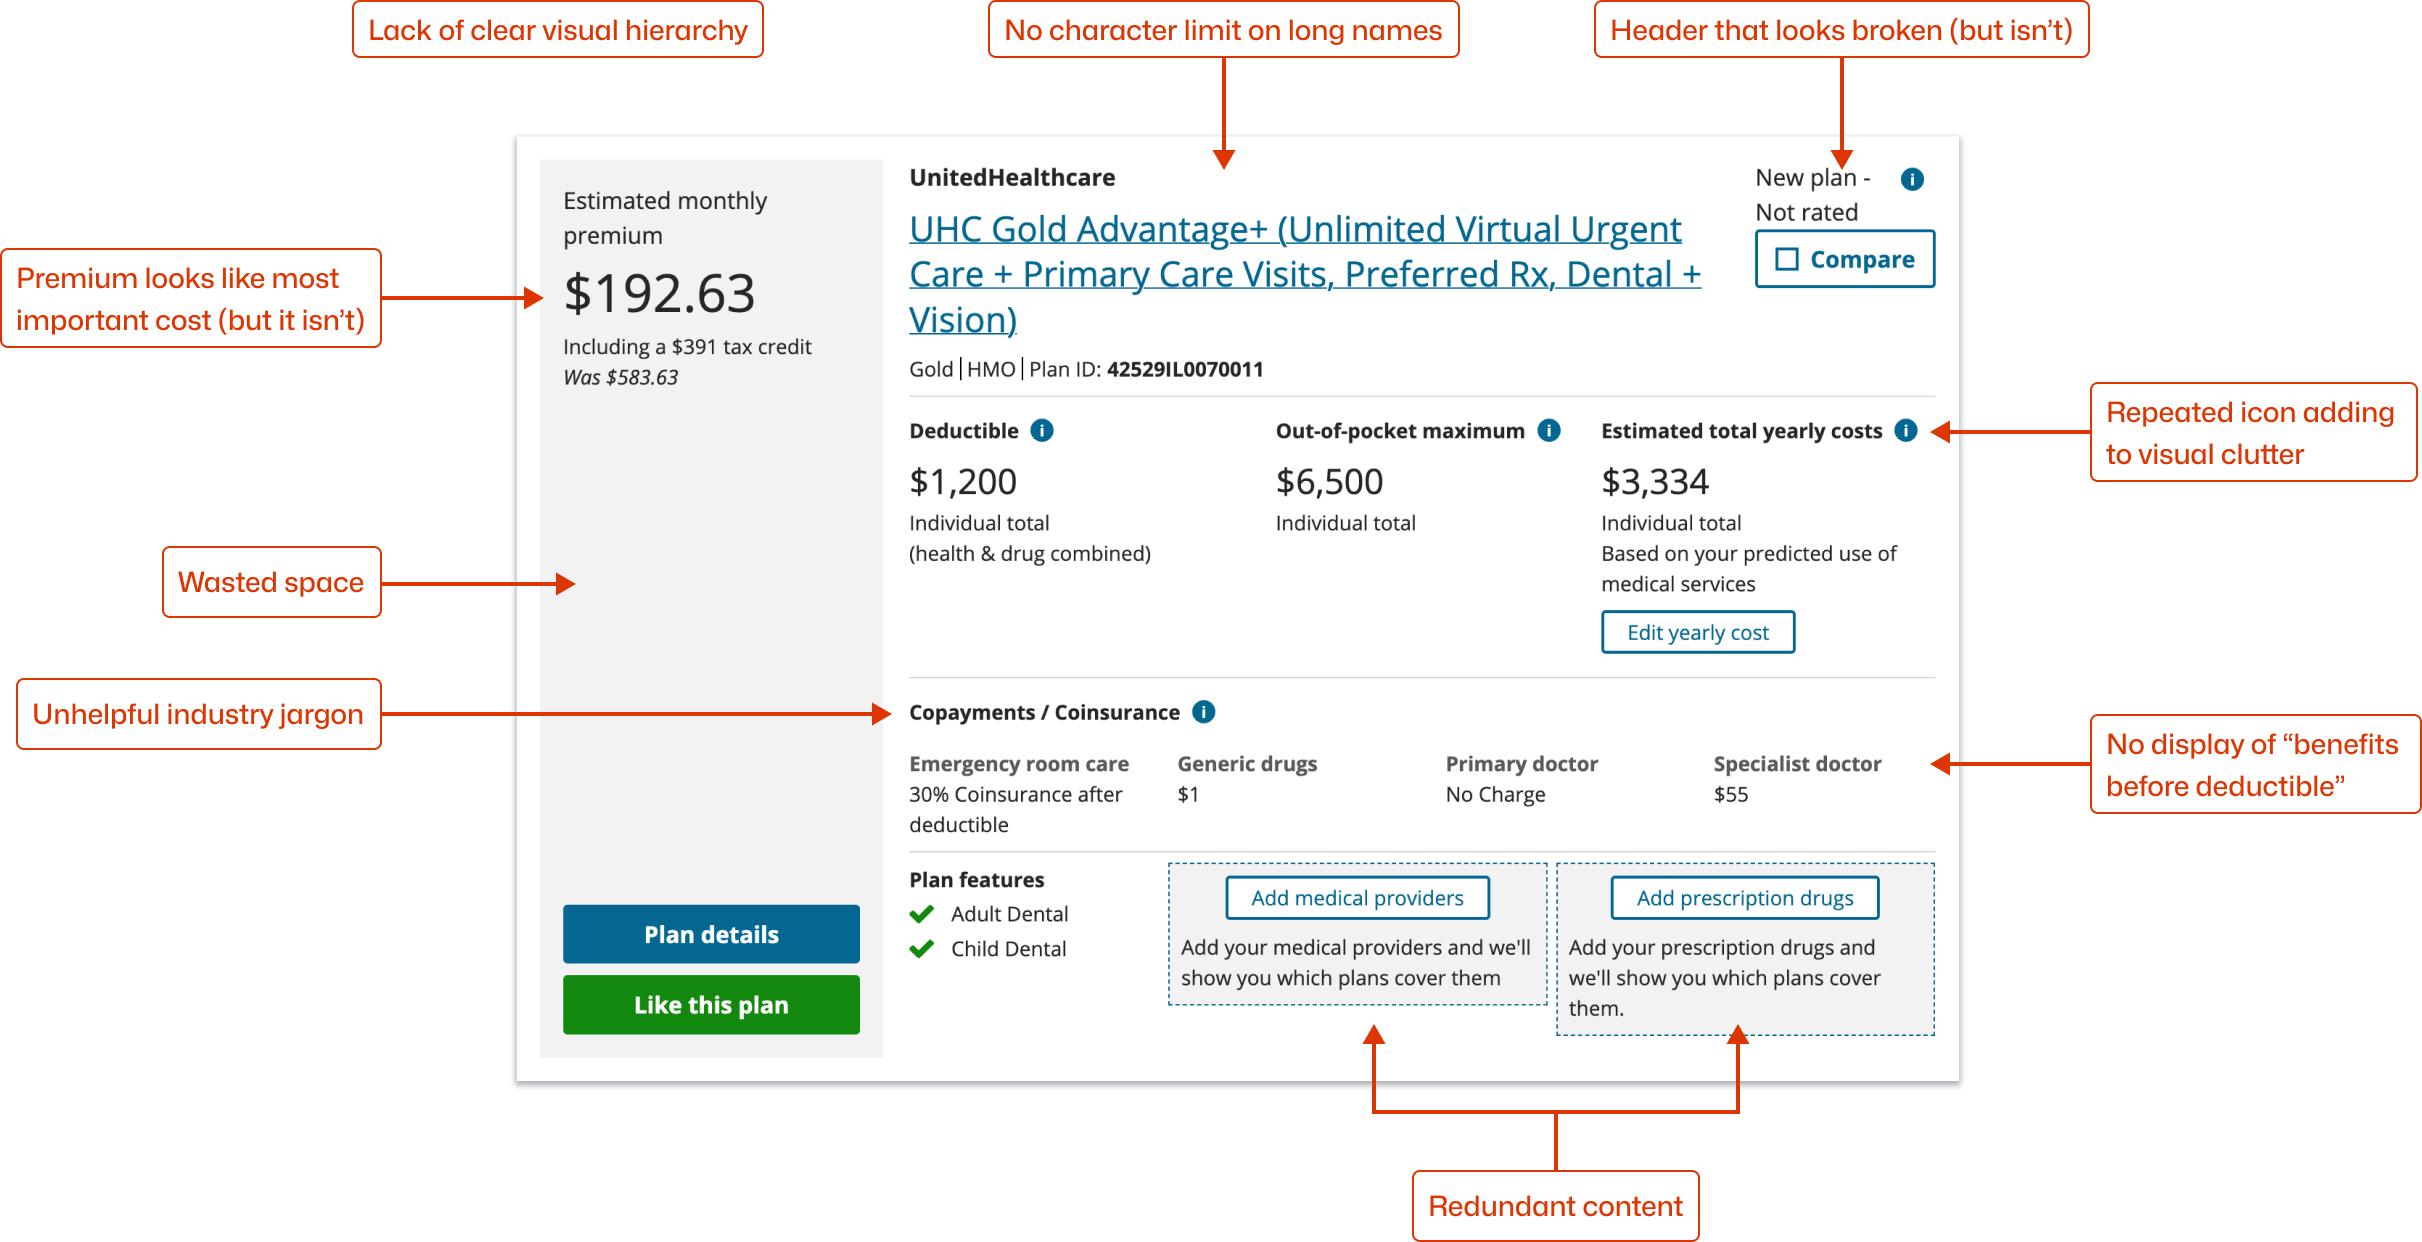 Lack of clear visual hierarchy
No character limit on long names
Header that looks broken (but isn’t)
Premium looks like most
important cost (but it isn’t)
Wasted space
Unhelpful industry jargon
Estimated monthly
premium
$192.63
Including a $391 tax credit
Was $583.63
Plan details
Like this plan
UnitedHealthcare
UHC Gold Advantage+ (Unlimited Virtual Urgent
Care + Primary Care Visits, Preferred Rx, Dental +
Vision)
Gold | HMO | Plan ID: 42529IL0070011
New plan -
Not rated
Compare
Deductible
$1,200
Individual total
(health & drug combined)
Out-of-pocket maximum
$6,500
Individual total
Estimated total yearly costs
$3,334
Individual total
Based on your predicted use of
medical services
Edit yearly cost
Copayments / Coinsurance
Emergency room care
30% Coinsurance after
deductible
Generic drugs
$1
Primary doctor
No Charge
Specialist doctor
$55
Plan features
Adult Dental
Child Dental
Add medical providers
Add your medical providers and we'll
show you which plans cover them
Add prescription drugs
Add your prescription drugs and
we'll show you which plans cover
them.
Repeated icon adding
to visual clutter
No display of “benefits
before deductible”
Redundant content